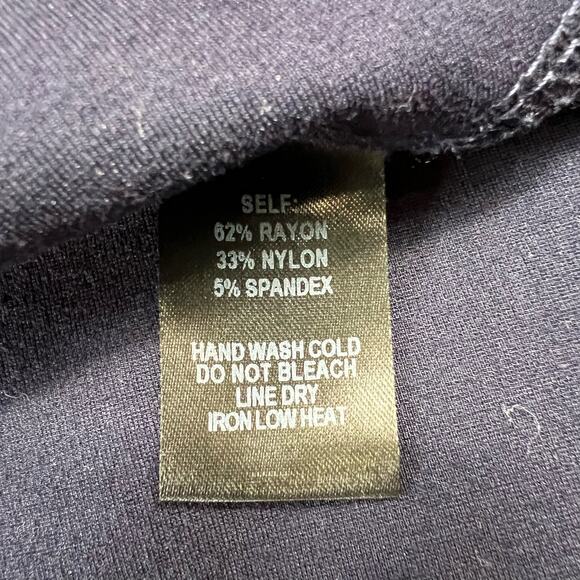 SELF:
62% RAYON
33% NYLON
5% SPANDEX
HAND WASH COLD
DO NOT BLEACH
LINE DRY
IRON LOW HEAT